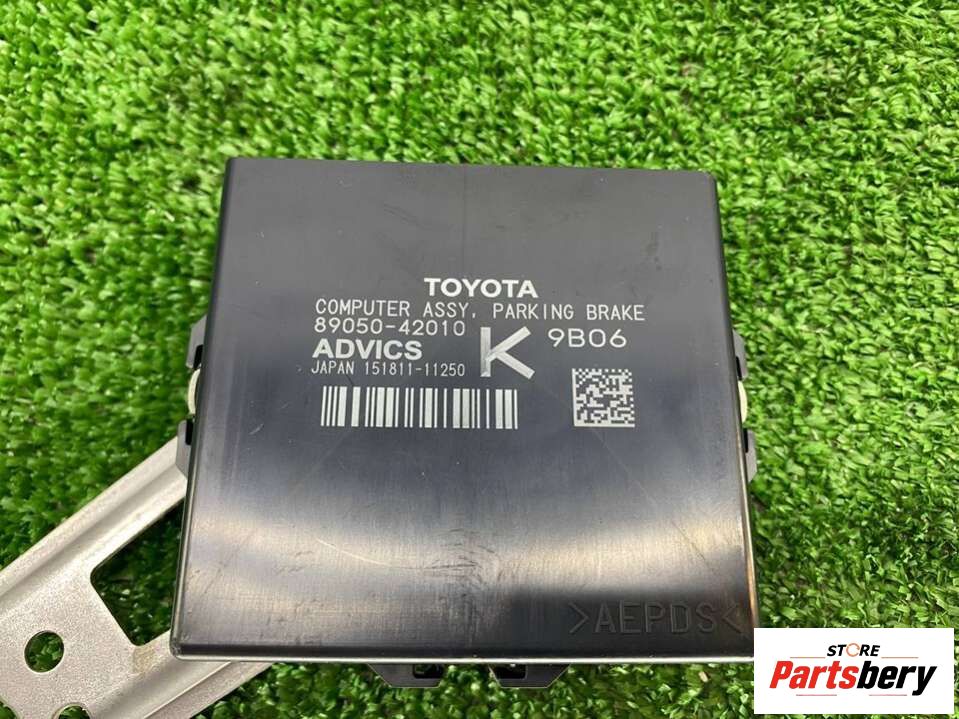 TOYOTA
COMPUTER ASSY, PARKING BRAKE
89050-42010
K
9B06
ADVICS
JAPAN 151811-11250
>AEPDS<
STORE
Partsbery